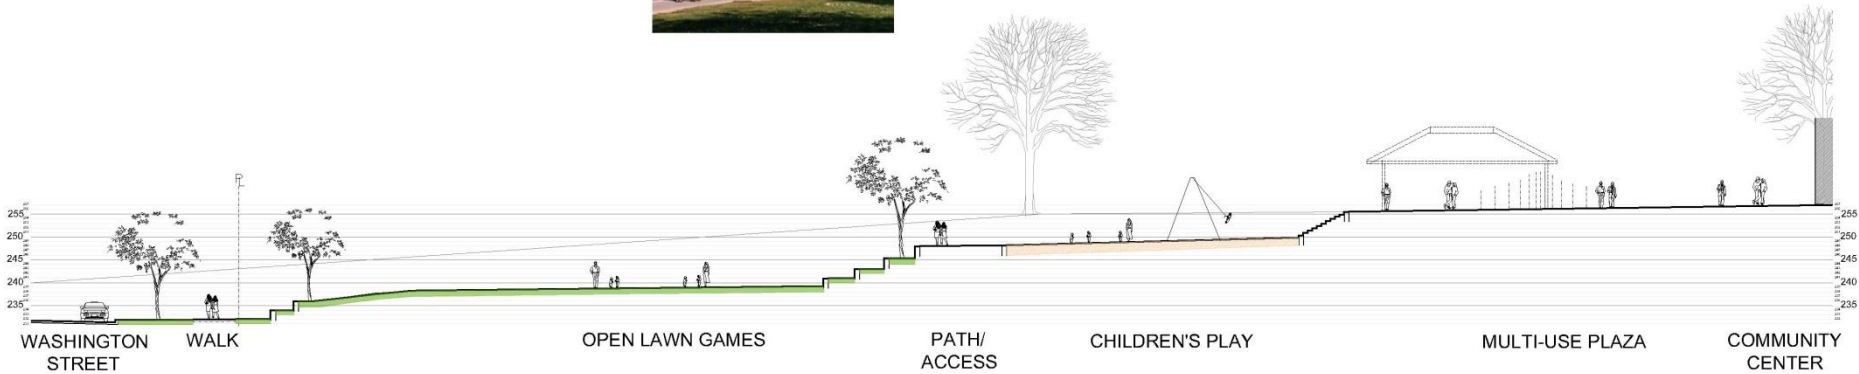 255
250
245
240
235
255
250
245
240
235
WASHINGTON
STREET
WALK
OPEN LAWN GAMES
PATH/
ACCESS
CHILDREN'S PLAY
MULTI-USE PLAZA
COMMUNITY
CENTER